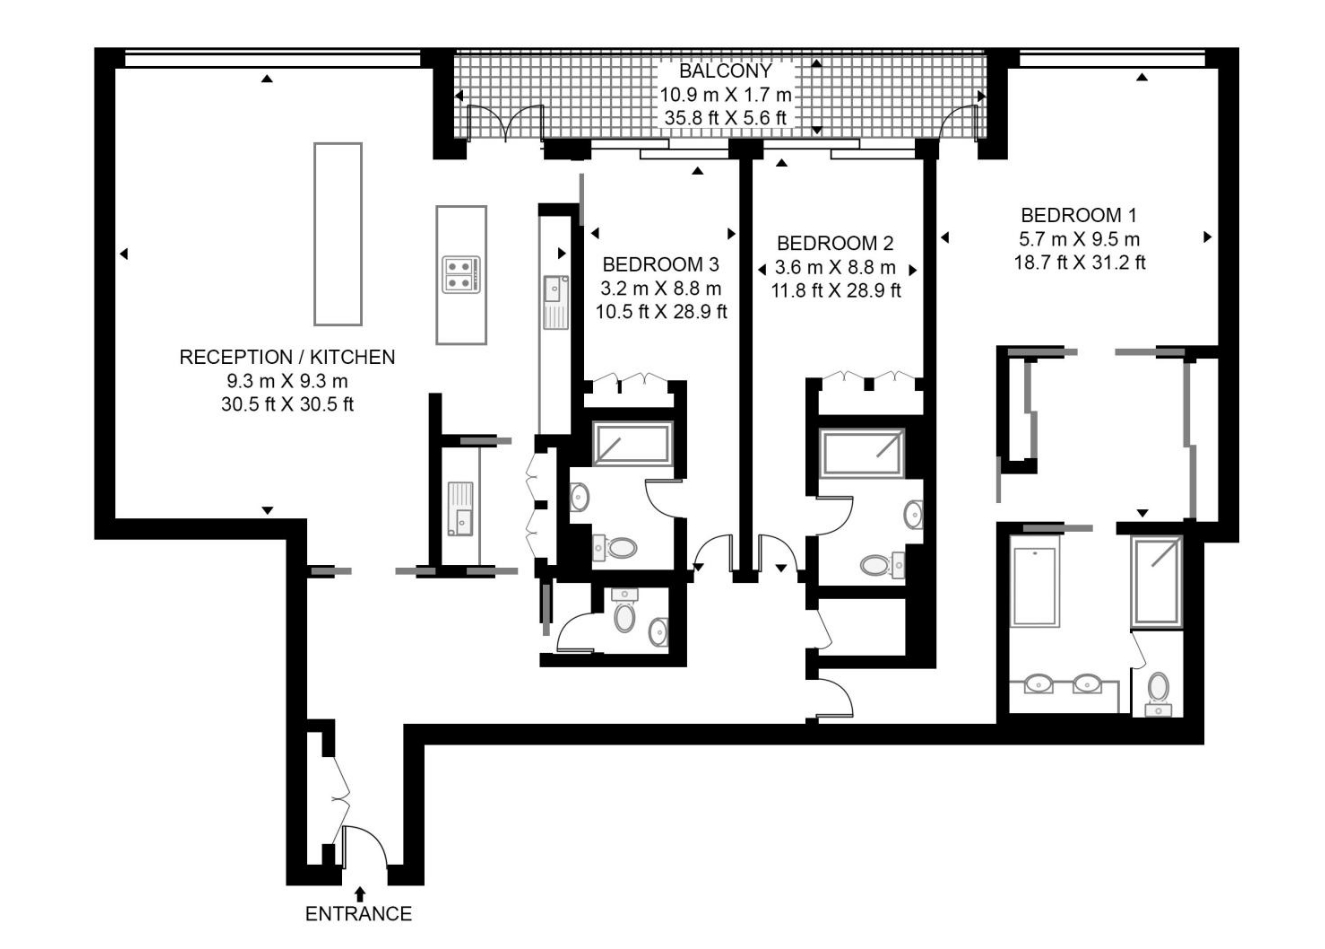 BALCONY
10.9 m X 1.7 m
35.8 ft X 5.6 ft
BEDROOM 1
5.7 m X 9.5 m
18.7 ft X 31.2 ft
BEDROOM 2
3.6 m X 8.8 m
11.8 ft X 28.9 ft
BEDROOM 3
3.2 m X 8.8 m
10.5 ft X 28.9 ft
RECEPTION / KITCHEN
9.3 m X 9.3 m
30.5 ft X 30.5 ft
ENTRANCE